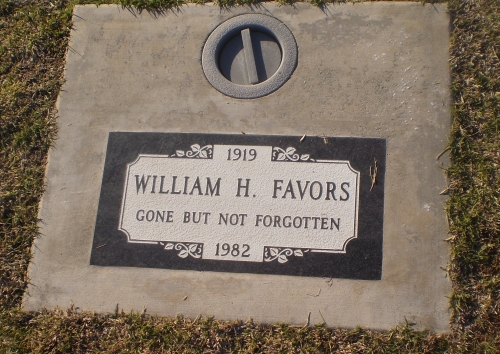 1919
WILLIAM H. FAVORS
GONE BUT NOT FORGOTTEN
1982